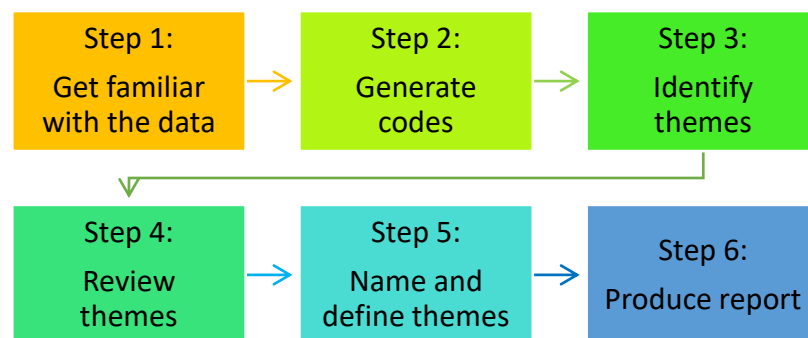 Step 1:
Get familiar
with the data
Step 2:
Generate
codes
Step 3:
Identify
themes
Step 4:
Review
themes
Step 5:
Name and
define themes
Step 6:
Produce report